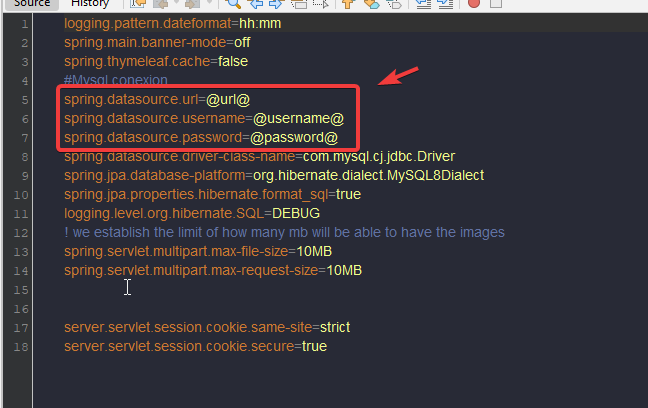 Source History
1 logging.pattern.dateformat=hh:mm
2 spring.main.banner-mode=off
3 spring.thymeleaf.cache=false
4 #Mysql conexion
5 spring.datasource.url=@url@
6 spring.datasource.username=@username@
7 spring.datasource.password=@password@
8 spring.datasource.driver-class-name=com.mysql.cj.jdbc.Driver
9 spring.jpa.database-platform=org.hibernate.dialect.MySQL8Dialect
10 spring.jpa.properties.hibernate.format_sql=true
11 logging.level.org.hibernate.SQL=DEBUG
12 ! we establish the limit of how many mb will be able to have the images
13 spring.servlet.multipart.max-file-size=10MB
14 spring.servlet.multipart.max-request-size=10MB
15
16
17 server.servlet.session.cookie.same-site=strict
18 server.servlet.session.cookie.secure=true